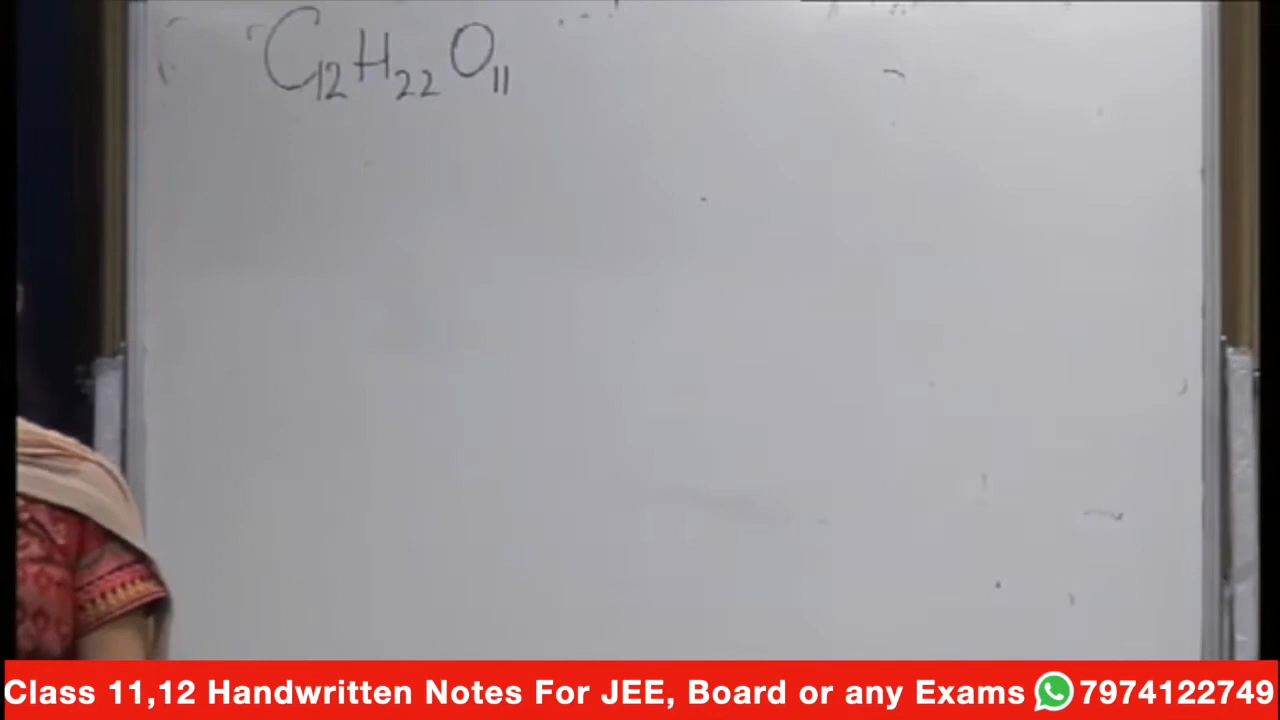 C₁₂H₂₂O₁₁
Class 11,12 Handwritten Notes For JEE, Board or any Exams 7974122749